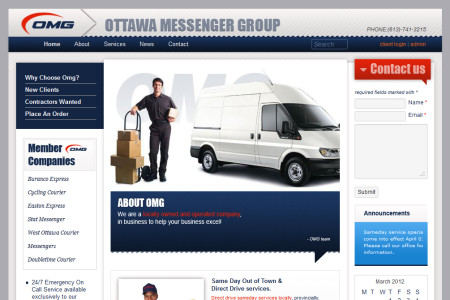 OMG
OTTAWA MESSENGER GROUP
PHONE (613)-741-3215
Home
About
Services
News
Contact
Search
client login | admin
Why Choose Omg?
New Clients
Contractors Wanted
Place An Order
OMG
Contact us
required fields marked with *
Name *
Email *
Submit
Member OMG
Companies
Buranco Express
Cycling Courier
Easton Express
Stat Messenger
West Ottawa Courier
Messengers
Doubletime Courier
ABOUT OMG
We are a locally owned and operated company,
in business to help your business excel!
- OMG team
Announcements
Sameday service specia
come into effect April 0
Please call our office for
information.
24/7 Emergency On
Call Service available
exclusively to our
Same Day Out of Town &
Direct Drive services.
Direct drive sameday services locally, provincially,
March 2012
M T W T F S S